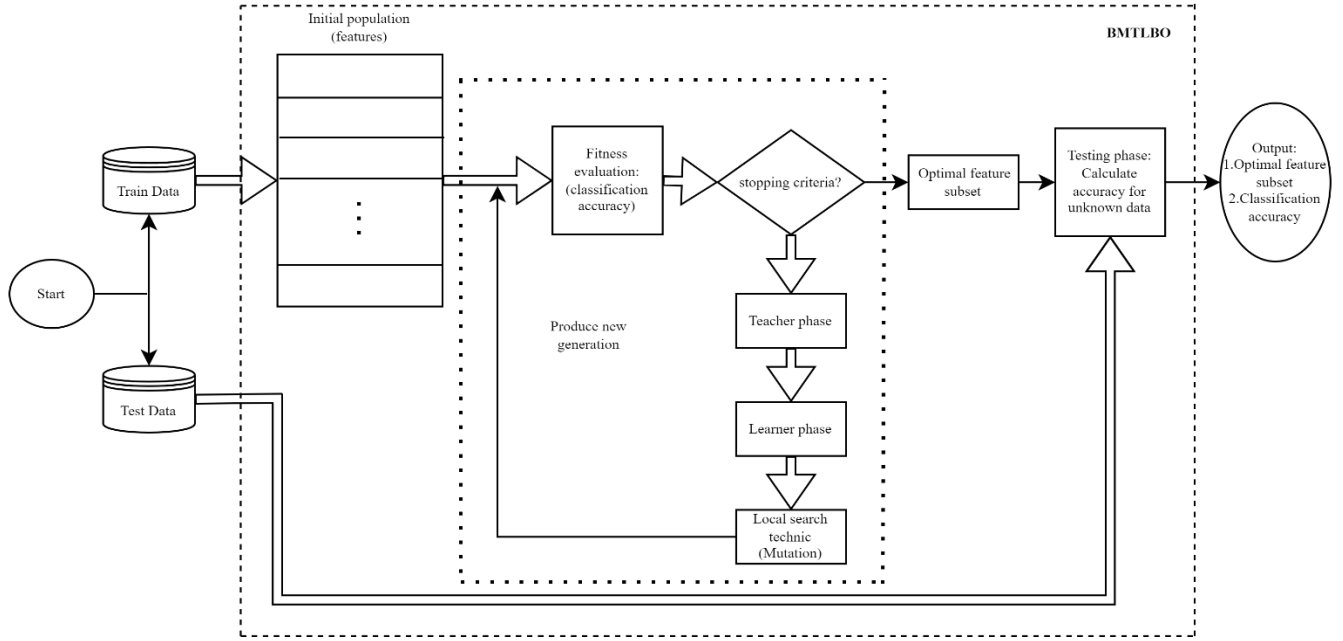 Initial population
(features)
BMTLBO
Train Data
Fitness
evaluation:
(classification
accuracy)
stopping criteria?
Optimal feature
subset
Testing phase:
Calculate
accuracy for
unknown data
Output:
1.Optimal feature
subset
2.Classification
accuracy
Start
Produce new
generation
Teacher phase
Test Data
Learner phase
Local search
technic
(Mutation)